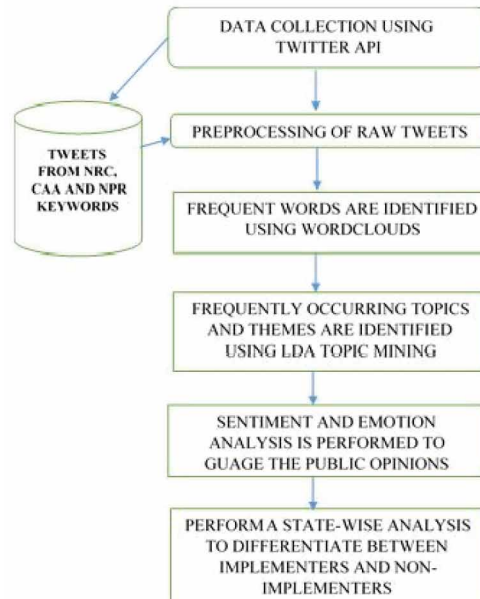 DATA COLLECTION USING
TWITTER API
TWEETS
FROM NRC,
CAA AND NPR
KEYWORDS
PREPROCESSING OF RAW TWEETS
FREQUENT WORDS ARE IDENTIFIED
USING WORDCLOUDS
FREQUENTLY OCCURRING TOPICS
AND THEMES ARE IDENTIFIED
USING LDA TOPIC MINING
SENTIMENT AND EMOTION
ANALYSIS IS PERFORMED TO
GUAGE THE PUBLIC OPINIONS
PERFORM A STATE-WISE ANALYSIS
TO DIFFERENTIATE BETWEEN
IMPLEMENTERS AND NON-
IMPLEMENTERS